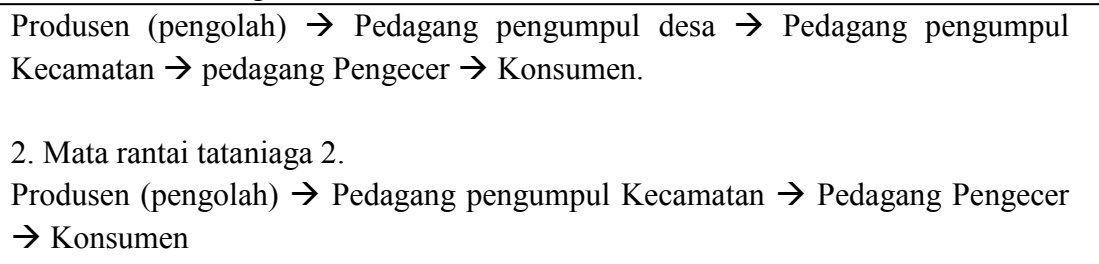 Produsen (pengolah) → Pedagang pengumpul desa → Pedagang pengumpul
Kecamatan → pedagang Pengecer → Konsumen.
2. Mata rantai tataniaga 2.
Produsen (pengolah) → Pedagang pengumpul Kecamatan → Pedagang Pengecer
→ Konsumen